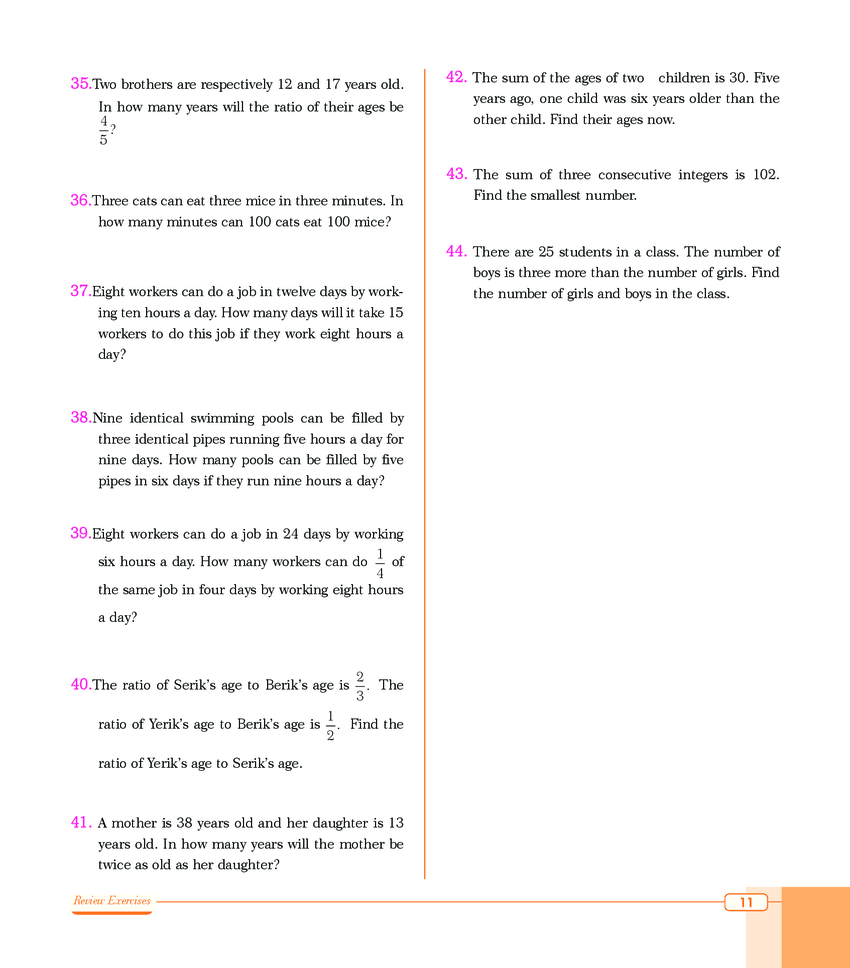 35.Two brothers are respectively 12 and 17 years old.
In how many years will the ratio of their ages be
4/5?
36.Three cats can eat three mice in three minutes. In
how many minutes can 100 cats eat 100 mice?
37.Eight workers can do a job in twelve days by work-
ing ten hours a day. How many days will it take 15
workers to do this job if they work eight hours a
day?
38.Nine identical swimming pools can be filled by
three identical pipes running five hours a day for
nine days. How many pools can be filled by five
pipes in six days if they run nine hours a day?
39.Eight workers can do a job in 24 days by working
six hours a day. How many workers can do 1/4 of
the same job in four days by working eight hours
a day?
40.The ratio of Serik's age to Berik's age is 2/3. The
ratio of Yerik's age to Berik's age is 1/2. Find the
ratio of Yerik's age to Serik's age.
41. A mother is 38 years old and her daughter is 13
years old. In how many years will the mother be
twice as old as her daughter?
42. The sum of the ages of two children is 30. Five
years ago, one child was six years older than the
other child. Find their ages now.
43. The sum of three consecutive integers is 102.
Find the smallest number.
44. There are 25 students in a class. The number of
boys is three more than the number of girls. Find
the number of girls and boys in the class.
Review Exercises
11